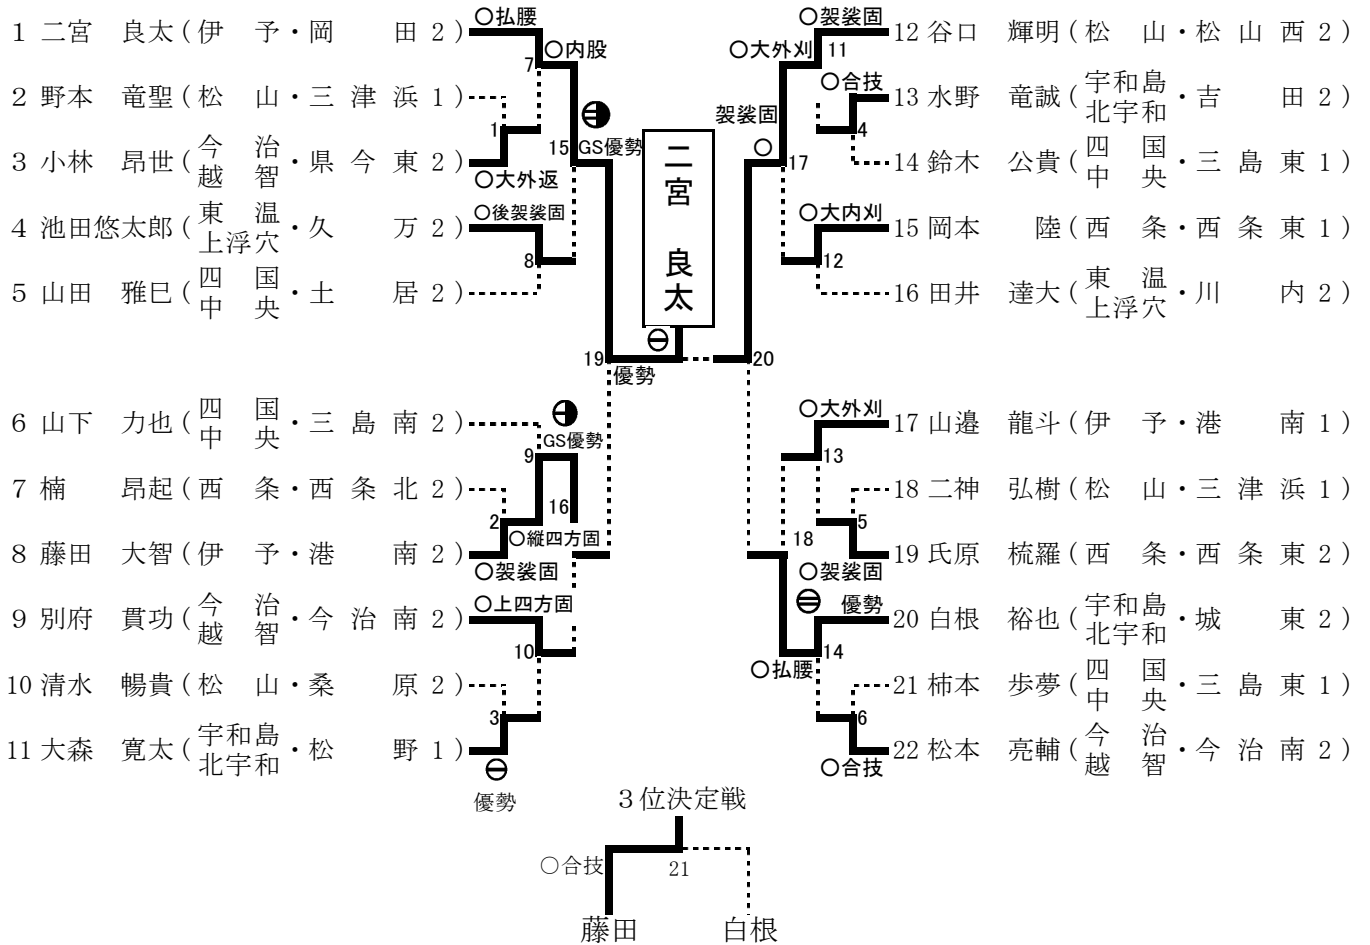 1 二宮 良太(伊予・岡田2)
○払腰
7
○内股
2 野本 竜聖(松山・三津浜1)
1
3 小林 昂世(今治越智・県今東2)
○大外返
15
GS優勢
4 池田悠太郎(東温上浮穴・久万2)
○後袈裟固
8
5 山田 雅巳(四国中央・土居2)
19
優勢
6 山下 力也(四国中央・三島南2)
GS優勢
9
7 楠 昂起(西条・西条北2)
2
16
○縦四方固
8 藤田 大智(伊予・港南2)
○袈裟固
9 別府 貫功(今治越智・今治南2)
○上四方固
10
10 清水 暢貴(松山・桑原2)
3
11 大森 寛太(宇和島北宇和・松野1)
優勢
二宮 良太
○袈裟固
12 谷口 輝明(松山・松山西2)
○大外刈
11
○合技
13 水野 竜誠(宇和島北宇和・吉田2)
袈裟固
○
4
17
14 鈴木 公貴(四国中央・三島東1)
○大内刈
15 岡本 陸(西条・西条東1)
12
16 田井 達大(東温上浮穴・川内2)
20
○大外刈
17 山邉 龍斗(伊予・港南1)
13
18 二神 弘樹(松山・三津浜1)
5
18
19 氏原 梳羅(西条・西条東2)
○袈裟固
優勢
20 白根 裕也(宇和島北宇和・城東2)
14
○払腰
21 柿本 歩夢(四国中央・三島東1)
6
22 松本 亮輔(今治越智・今治南2)
○合技
３位決定戦
○合技
21
藤田 白根